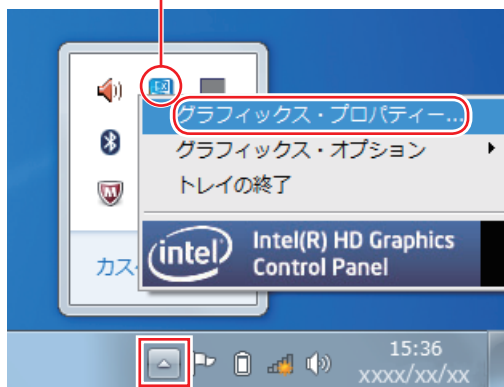 グラフィックス・プロパティー...
グラフィックス・オプション
トレイの終了
カス
intel
Intel(R) HD Graphics
Control Panel
15:36
xxxx/xx/xx